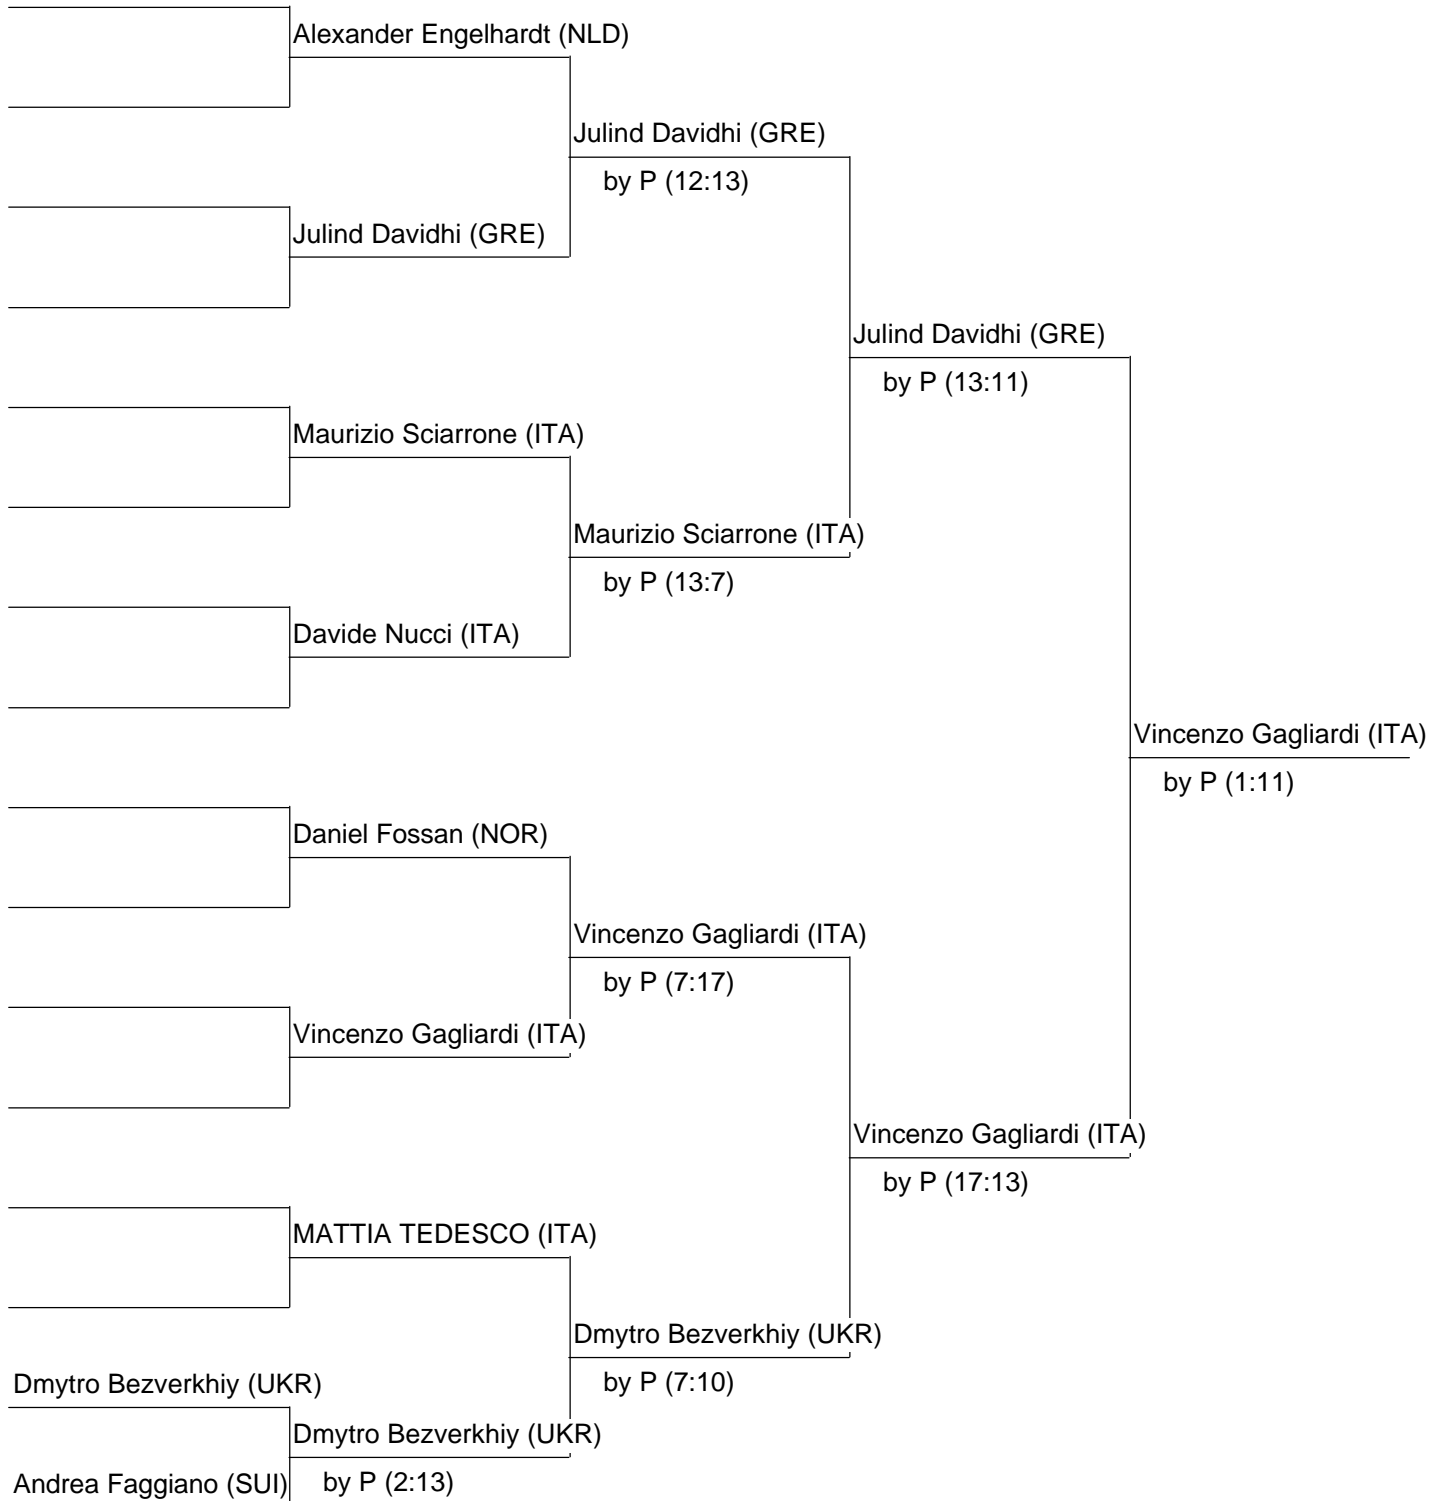 Alexander Engelhardt (NLD)
Julind Davidhi (GRE)
by P (12:13)
Julind Davidhi (GRE)
Julind Davidhi (GRE)
by P (13:11)
Maurizio Sciarrone (ITA)
Maurizio Sciarrone (ITA)
by P (13:7)
Davide Nucci (ITA)
Vincenzo Gagliardi (ITA)
by P (1:11)
Daniel Fossan (NOR)
Vincenzo Gagliardi (ITA)
by P (7:17)
Vincenzo Gagliardi (ITA)
Vincenzo Gagliardi (ITA)
by P (17:13)
MATTIA TEDESCO (ITA)
Dmytro Bezverkhiy (UKR)
by P (7:10)
Dmytro Bezverkhiy (UKR)
Dmytro Bezverkhiy (UKR)
by P (2:13)
Andrea Faggiano (SUI)